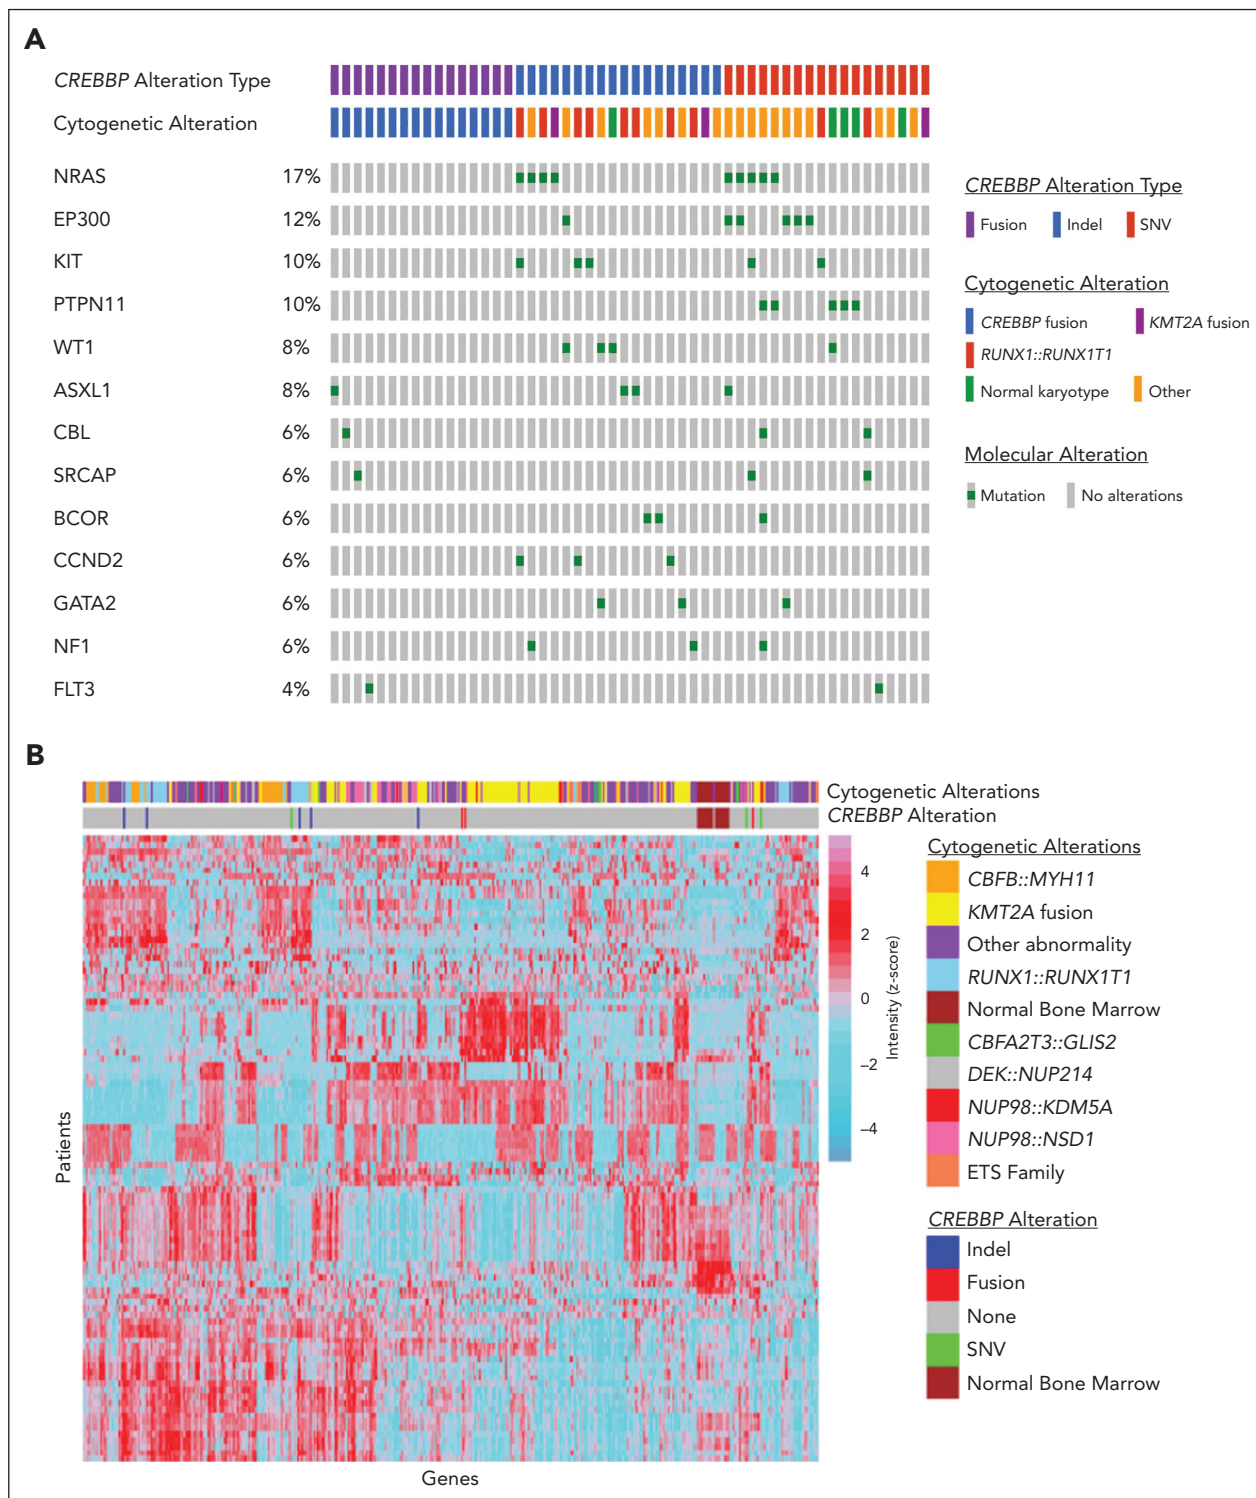 A
CREBBP Alteration Type
Cytogenetic Alteration
NRAS 17%
EP300 12%
KIT 10%
PTPN11 10%
WT1 8%
ASXL1 8%
CBL 6%
SRCAP 6%
BCOR 6%
CCND2 6%
GATA2 6%
NF1 6%
FLT3 4%
CREBBP Alteration Type
Fusion Indel SNV
Cytogenetic Alteration
CREBBP fusion KMT2A fusion
RUNX1::RUNX1T1
Normal karyotype Other
Molecular Alteration
Mutation No alterations
B
Cytogenetic Alterations
CREBBP Alteration
Patients
Genes
4
2
0
–2
–4
Intensity (z-score)
Cytogenetic Alterations
CBFB::MYH11
KMT2A fusion
Other abnormality
RUNX1::RUNX1T1
Normal Bone Marrow
CBFA2T3::GLIS2
DEK::NUP214
NUP98::KDM5A
NUP98::NSD1
ETS Family
CREBBP Alteration
Indel
Fusion
None
SNV
Normal Bone Marrow